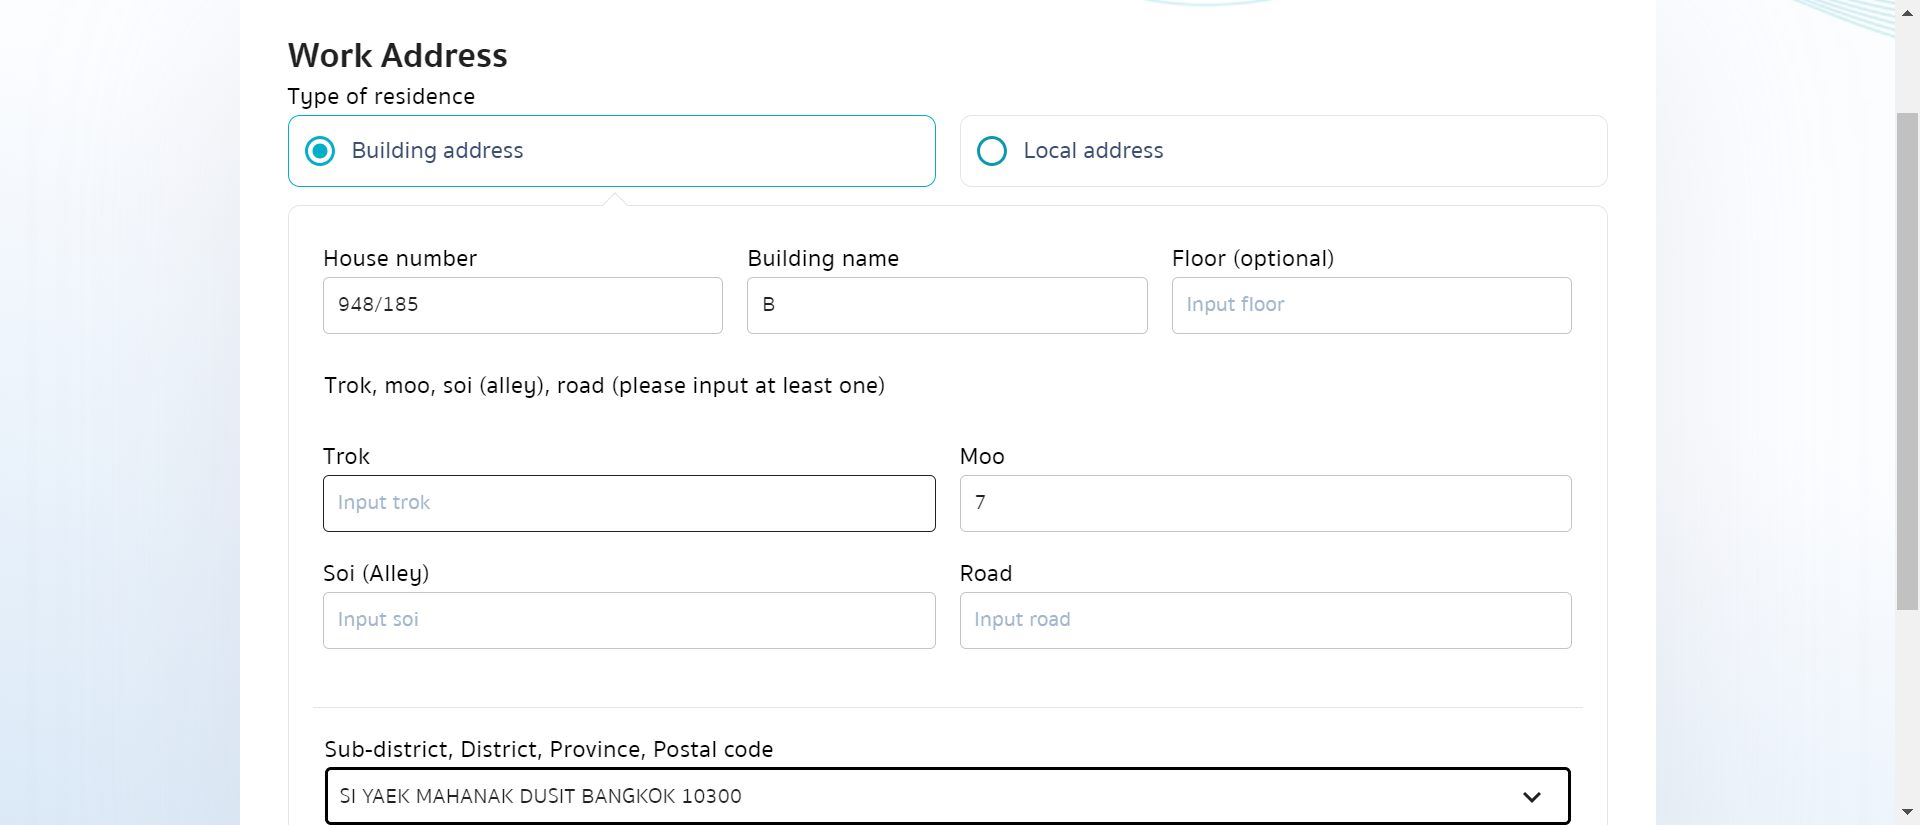 Work Address
Type of residence
Building address
Local address
House number
Building name
Floor (optional)
948/185
B
Input floor
Trok, moo, soi (alley), road (please input at least one)
Trok
Moo
Input trok
7
Soi (Alley)
Road
Input soi
Input road
Sub-district, District, Province, Postal code
SI YAEK MAHANAK DUSIT BANGKOK 10300